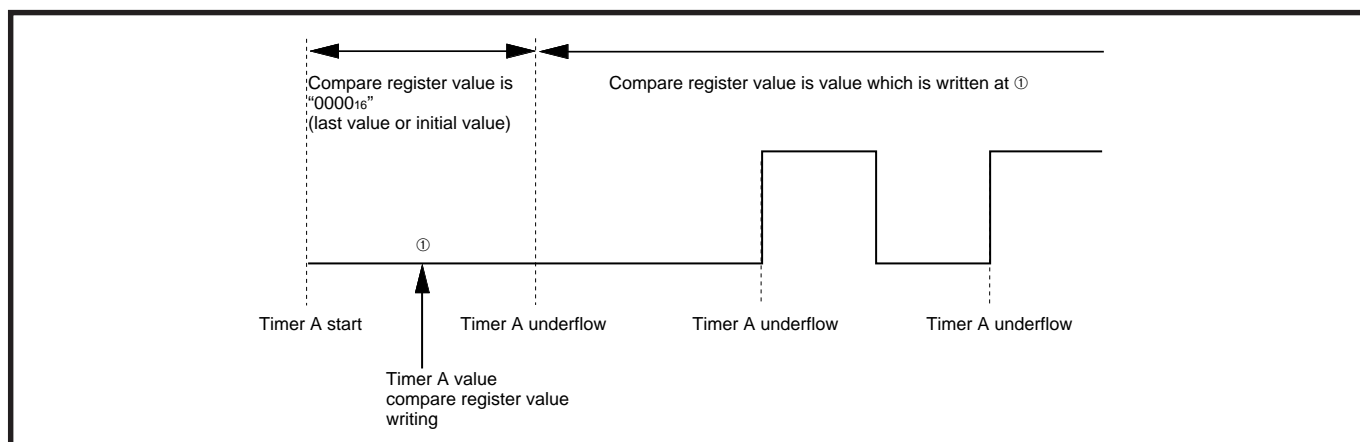 Compare register value is
“0000₁₆”
(last value or initial value)
Compare register value is value which is written at ①
①
Timer A start
Timer A underflow
Timer A underflow
Timer A underflow
Timer A value
compare register value
writing